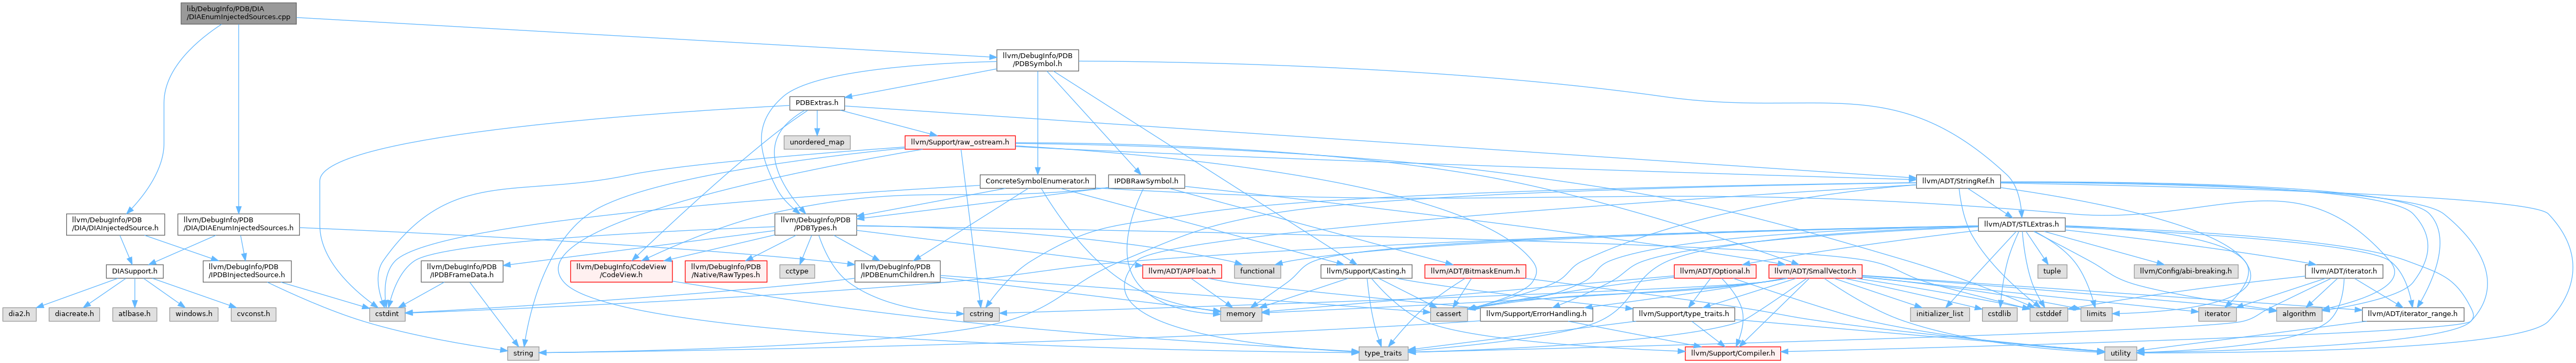 lib/DebugInfo/PDB/DIA
/DIAEnumInjectedSources.cpp
llvm/DebugInfo/PDB
/PDBSymbol.h
PDBExtras.h
unordered_map
llvm/Support/raw_ostream.h
ConcreteSymbolEnumerator.h
IPDBRawSymbol.h
llvm/ADT/StringRef.h
llvm/DebugInfo/PDB
/DIA/DIAInjectedSource.h
llvm/DebugInfo/PDB
/DIA/DIAEnumInjectedSources.h
llvm/DebugInfo/PDB
/PDBTypes.h
llvm/ADT/STLExtras.h
DIASupport.h
llvm/DebugInfo/PDB
/IPDBInjectedSource.h
llvm/DebugInfo/PDB
/IPDBFrameData.h
llvm/DebugInfo/CodeView
/CodeView.h
llvm/DebugInfo/PDB
/Native/RawTypes.h
cctype
llvm/DebugInfo/PDB
/IPDBEnumChildren.h
llvm/ADT/APFloat.h
functional
llvm/Support/Casting.h
llvm/ADT/BitmaskEnum.h
llvm/ADT/Optional.h
llvm/ADT/SmallVector.h
tuple
llvm/Config/abi-breaking.h
llvm/ADT/iterator.h
dia2.h
diacreate.h
atlbase.h
windows.h
cvconst.h
cstdint
cstring
memory
cassert
llvm/Support/ErrorHandling.h
llvm/Support/type_traits.h
initializer_list
cstdlib
cstddef
limits
iterator
algorithm
llvm/ADT/iterator_range.h
string
type_traits
llvm/Support/Compiler.h
utility